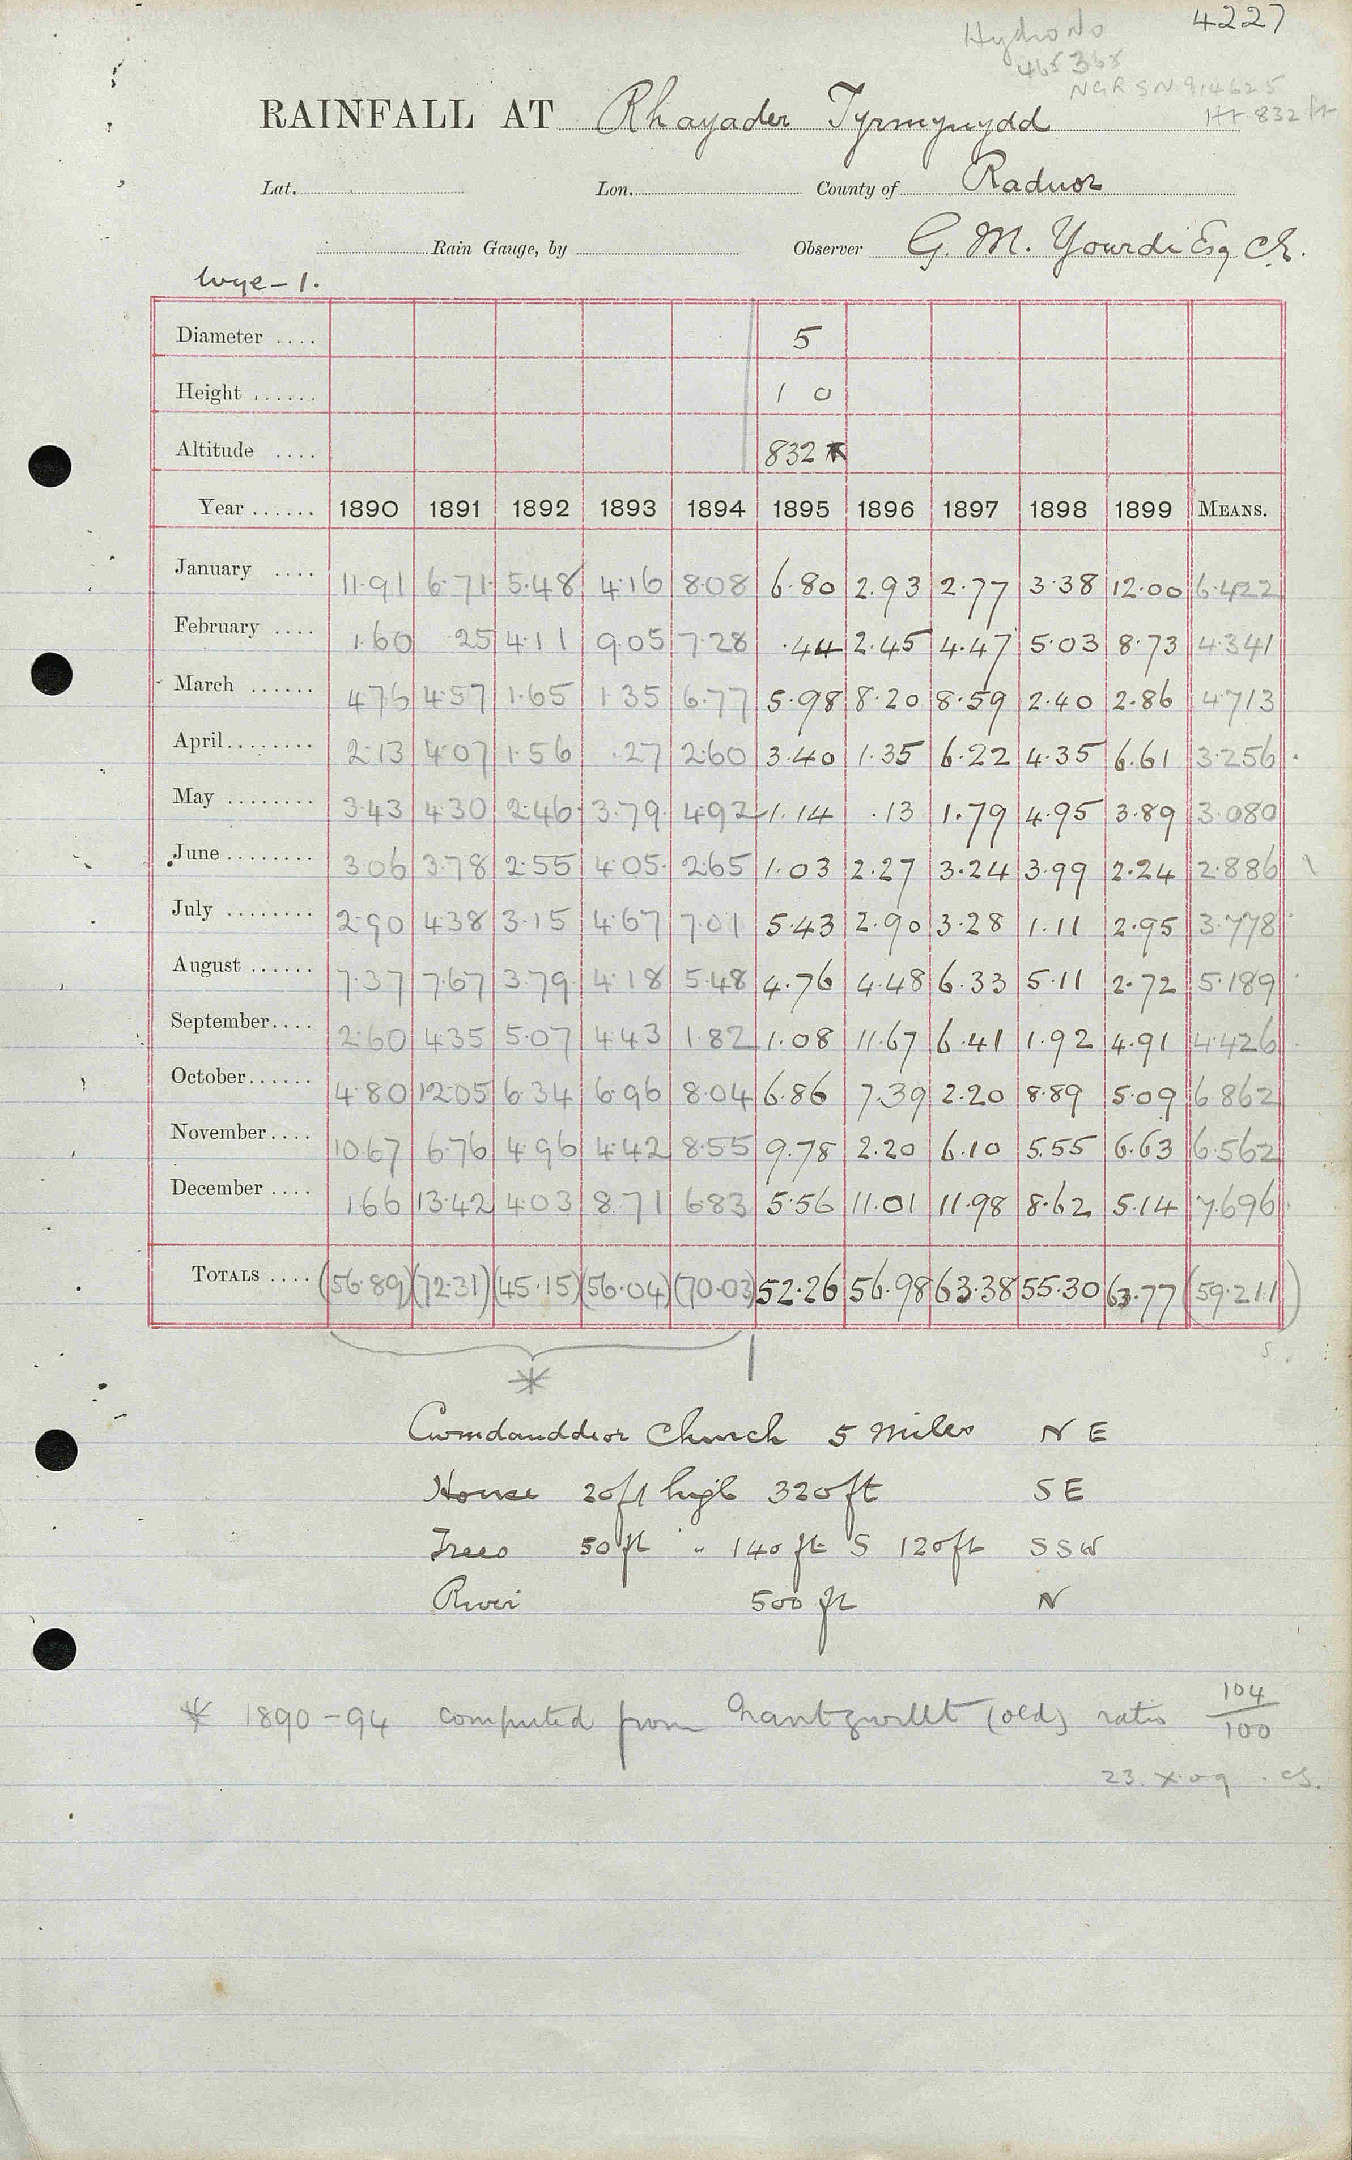 4227
Hydro No
465368
NGR SN 914625
Ht 832 ft
RAINFALL AT Rhayader Tyrmynydd
Lat. Lon. County of Radnor
Rain Gauge, by Observer G. M. Yourdi Esq CE.
Wye-1.
Diameter .... 5
Height ...... 1 0
Altitude .... 832
Year ...... 1890 1891 1892 1893 1894 1895 1896 1897 1898 1899 MEANS.
January .... 11.91 6.71 5.48 4.16 8.08 6.80 2.93 2.77 3.38 12.00 6.422
February .... 1.60 .25 4.11 9.05 7.28 .44 2.45 4.47 5.03 8.73 4.341
March ...... 4.76 4.57 1.65 1.35 6.77 5.98 8.20 8.59 2.40 2.86 4.713
April........ 2.13 4.07 1.56 .27 2.60 3.40 1.35 6.22 4.35 6.61 3.256
May ........ 3.43 4.30 2.46 3.79 4.92 1.14 .13 1.79 4.95 3.89 3.080
June ........ 3.06 3.78 2.55 4.05 2.65 1.03 2.27 3.24 3.99 2.24 2.886
July ........ 2.90 4.38 3.15 4.67 7.01 5.43 2.90 3.28 1.11 2.95 3.778
August ...... 7.37 7.67 3.79 4.18 5.48 4.76 4.48 6.33 5.11 2.72 5.189
September.... 2.60 4.35 5.07 4.43 1.82 1.08 11.67 6.41 1.92 4.91 4.426
October...... 4.80 12.05 6.34 6.96 8.04 6.86 7.39 2.20 8.89 5.09 6.862
November.... 10.67 6.76 4.96 4.42 8.55 9.78 2.20 6.10 5.55 6.63 6.562
December .... 1.66 13.42 4.03 8.71 6.83 5.56 11.01 11.98 8.62 5.14 7.696
TOTALS .... (56.89) (72.31) (45.15) (56.04) (70.03) 52.26 56.98 63.38 55.30 63.77 (59.211)
s.
*
Cwmdauddwr Church 5 Miles N E
House 20ft high 320ft S E
Trees 50ft " 140 ft S 120ft S S W
River 500 ft N
* 1890-94 computed from Nantgwillt (old) ratio 104/100
23.X.09. CS.